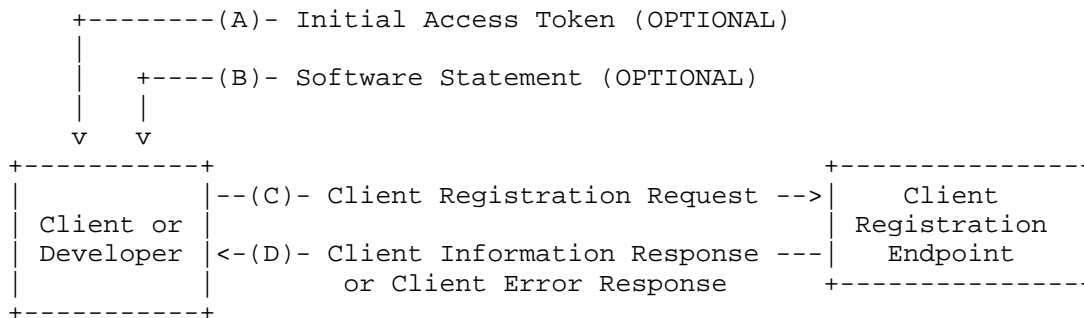 +--------(A)- Initial Access Token (OPTIONAL)
|
|   +----(B)- Software Statement (OPTIONAL)
|   |
v   v
+-----------+                                      +---------------
|           |--(C)- Client Registration Request -->|    Client
| Client or |                                      | Registration
| Developer |<-(D)- Client Information Response ---|   Endpoint
|           |        or Client Error Response      +---------------
+-----------+